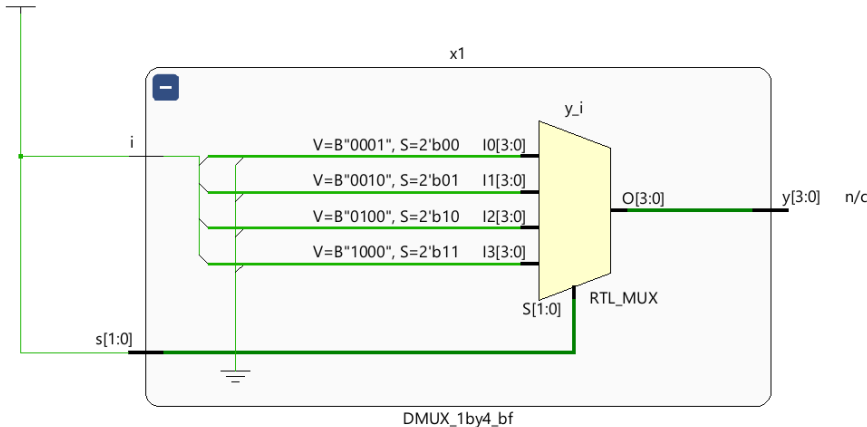 x1
y_i
i
V=B"0001", S=2'b00 I0[3:0]
V=B"0010", S=2'b01 I1[3:0]
V=B"0100", S=2'b10 I2[3:0]
V=B"1000", S=2'b11 I3[3:0]
O[3:0]
y[3:0] n/c
S[1:0]
RTL_MUX
s[1:0]
DMUX_1by4_bf